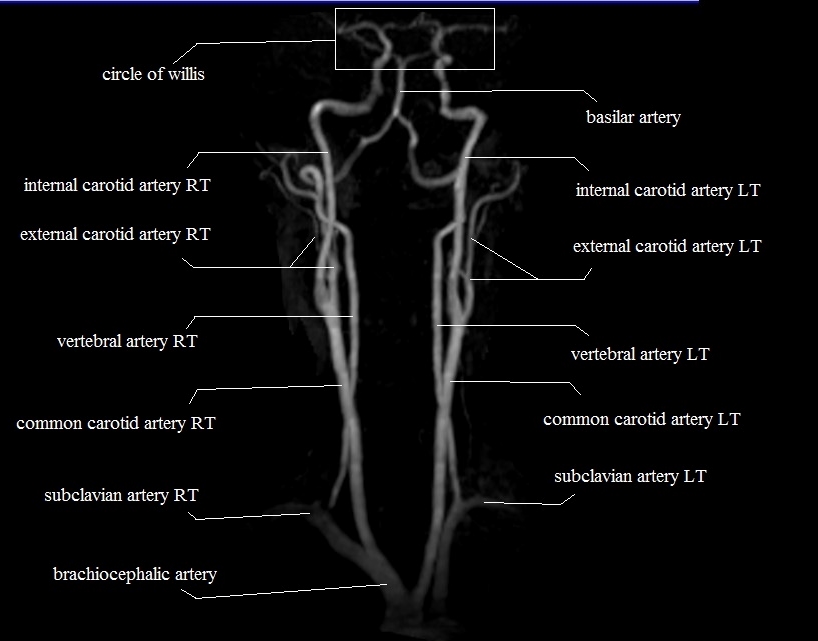 circle of willis
basilar artery
internal carotid artery RT
internal carotid artery LT
external carotid artery RT
external carotid artery LT
vertebral artery RT
vertebral artery LT
common carotid artery RT
common carotid artery LT
subclavian artery RT
subclavian artery LT
brachiocephalic artery